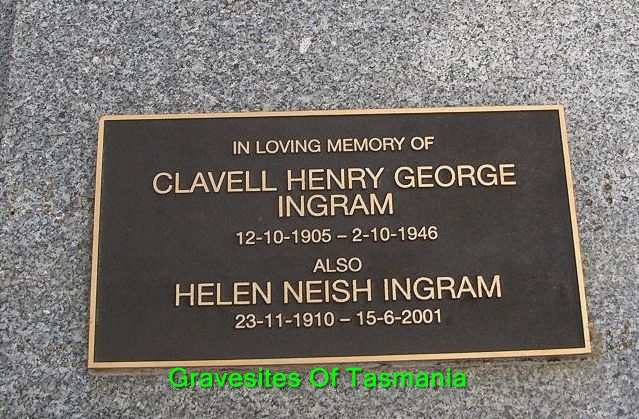 IN LOVING MEMORY OF
CLAVELL HENRY GEORGE
INGRAM
12-10-1905 – 2-10-1946
ALSO
HELEN NEISH INGRAM
23-11-1910 – 15-6-2001
Gravesites Of Tasmania